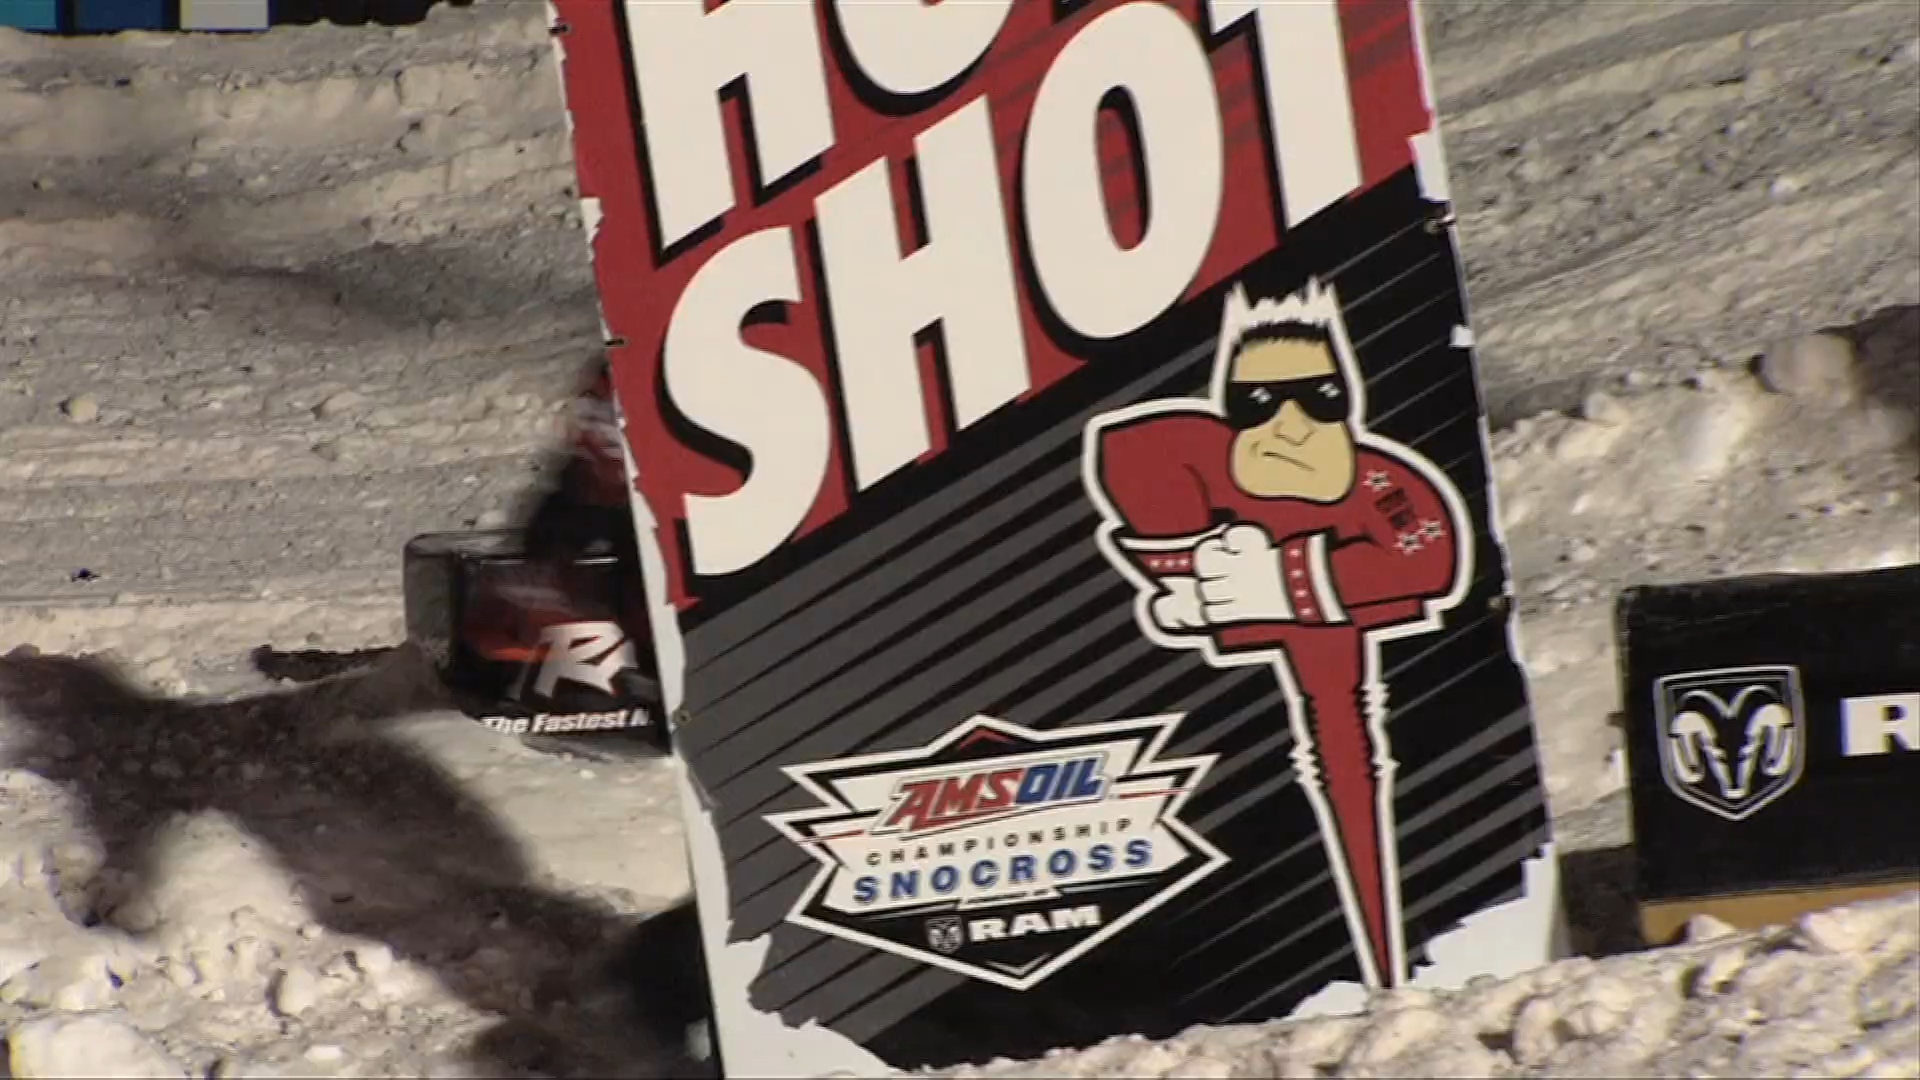 SHOT
The Fastest
AMSOIL
CHAMPIONSHIP
SNOCROSS
RAM